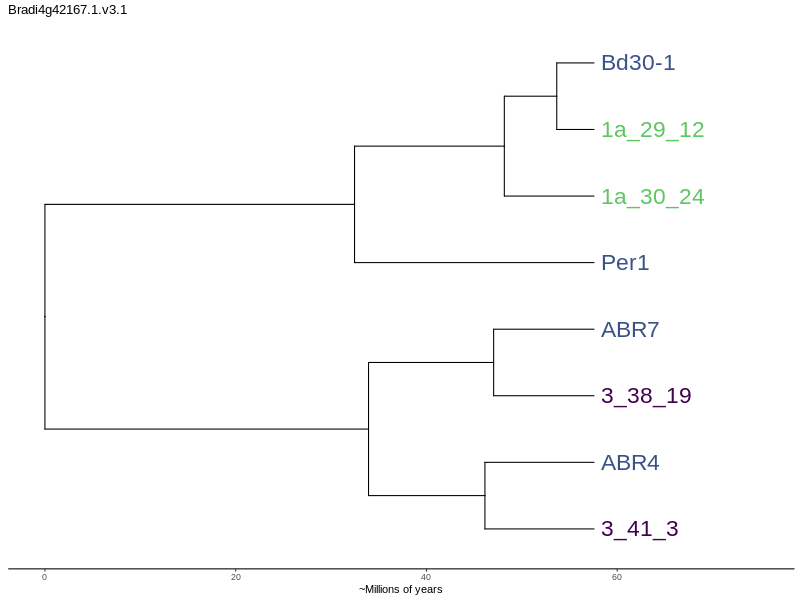 Bradi4g42167.1.v3.1
Bd30-1
1a_29_12
1a_30_24
Per1
ABR7
3_38_19
ABR4
3_41_3
0 20 40 60
~Millions of years